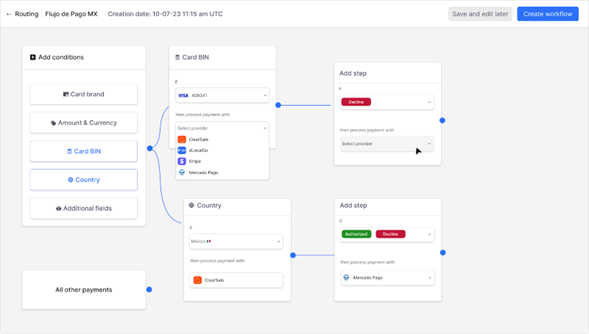 ← Routing Flujo de Pago MX Creation date: 10-07-23 11:15 am UTC Save and edit later Create workflow
Add conditions
Card brand
Amount & Currency
Card BIN
Country
Additional fields
All other payments
Card BIN
IF
VISA 408341
then process payment with
Select provider
ClearSale
dLocalGo
Stripe
Mercado Pago
Add step
IF
Decline
then process payment with
Select provider
Country
IF
Mexico
then process payment with
ClearSale
Add step
Authorized Decline
then process payment with
Mercado Pago